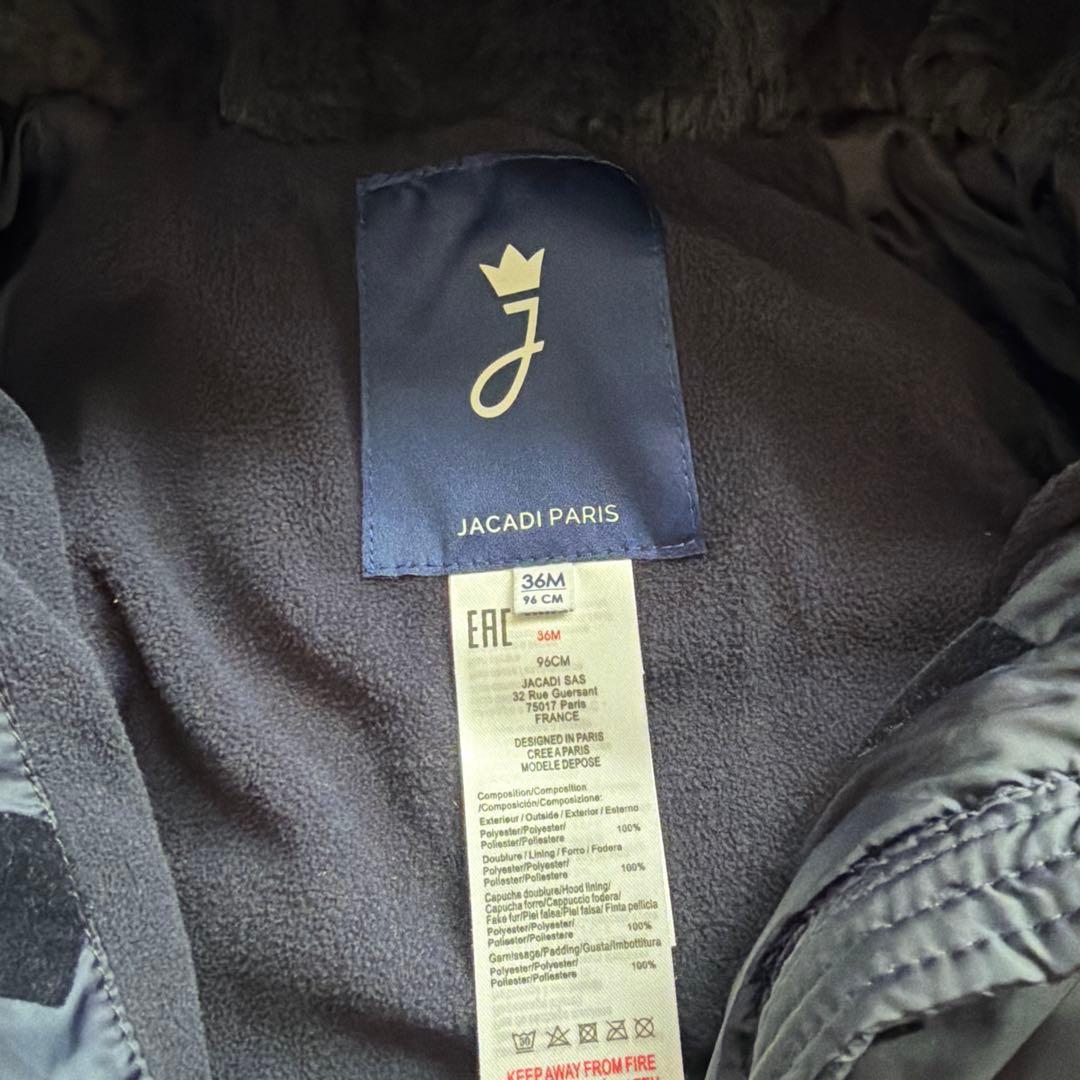 J
JACADI PARIS
36M
96 CM
EAC
36M
96CM
JACADI SAS
32 Rue Guersant
75017 Paris
FRANCE
DESIGNED IN PARIS
CREE A PARIS
MODELE DEPOSE
Composition/Composition
/Composición/Composizione:
Exterieur / Outside / Exterior / Esterno
Polyester/Polyester/ 100%
Poliester/Poliestere
Doublure / Lining / Forro / Fodera
Polyester/Polyester/ 100%
Poliester/Poliestere
Capuche doublure/Hood lining/
Capucha forro/Cappuccio fodera/
Fake fur/Piel falsa/Piel falsa/ Finta pelliccia
Polyester/Polyester/ 100%
Poliester/Poliestere
Garnissage/Padding/Guata/Imbottitura
Polyester/Polyester/ 100%
Poliester/Poliestere
30
KEEP AWAY FROM FIRE